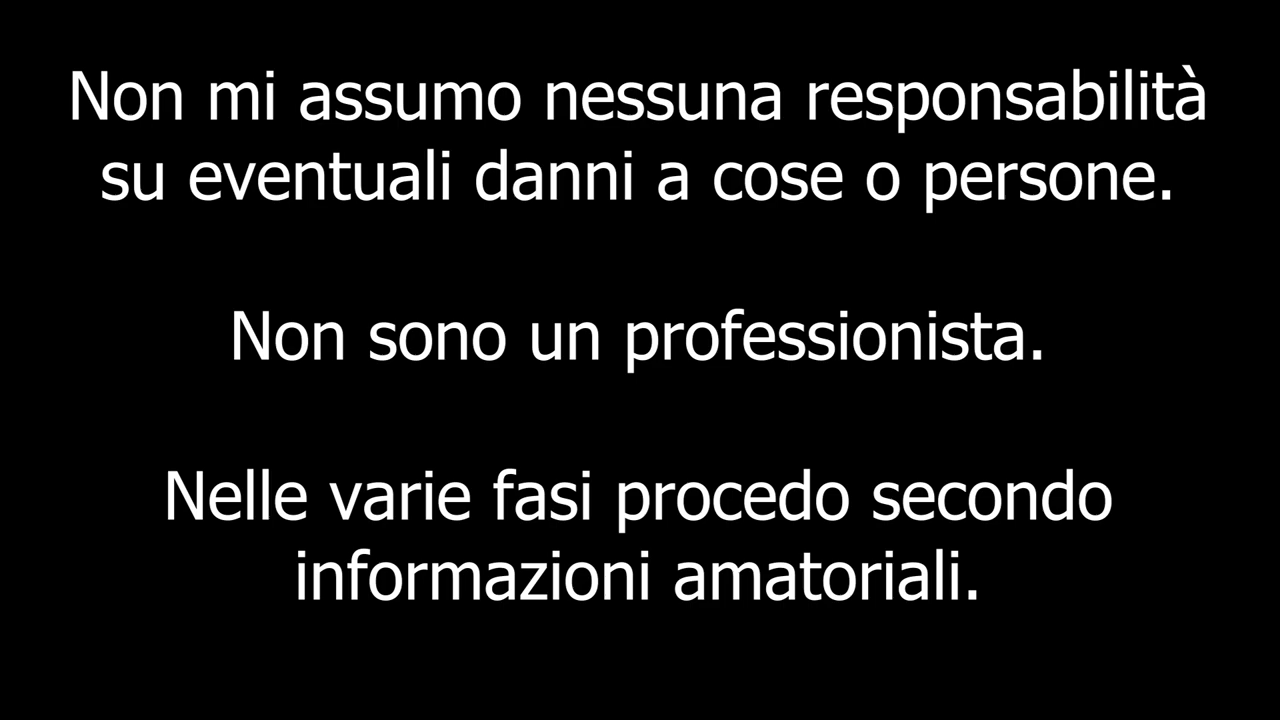 Non mi assumo nessuna responsabilità
su eventuali danni a cose o persone.
Non sono un professionista.
Nelle varie fasi procedo secondo
informazioni amatoriali.